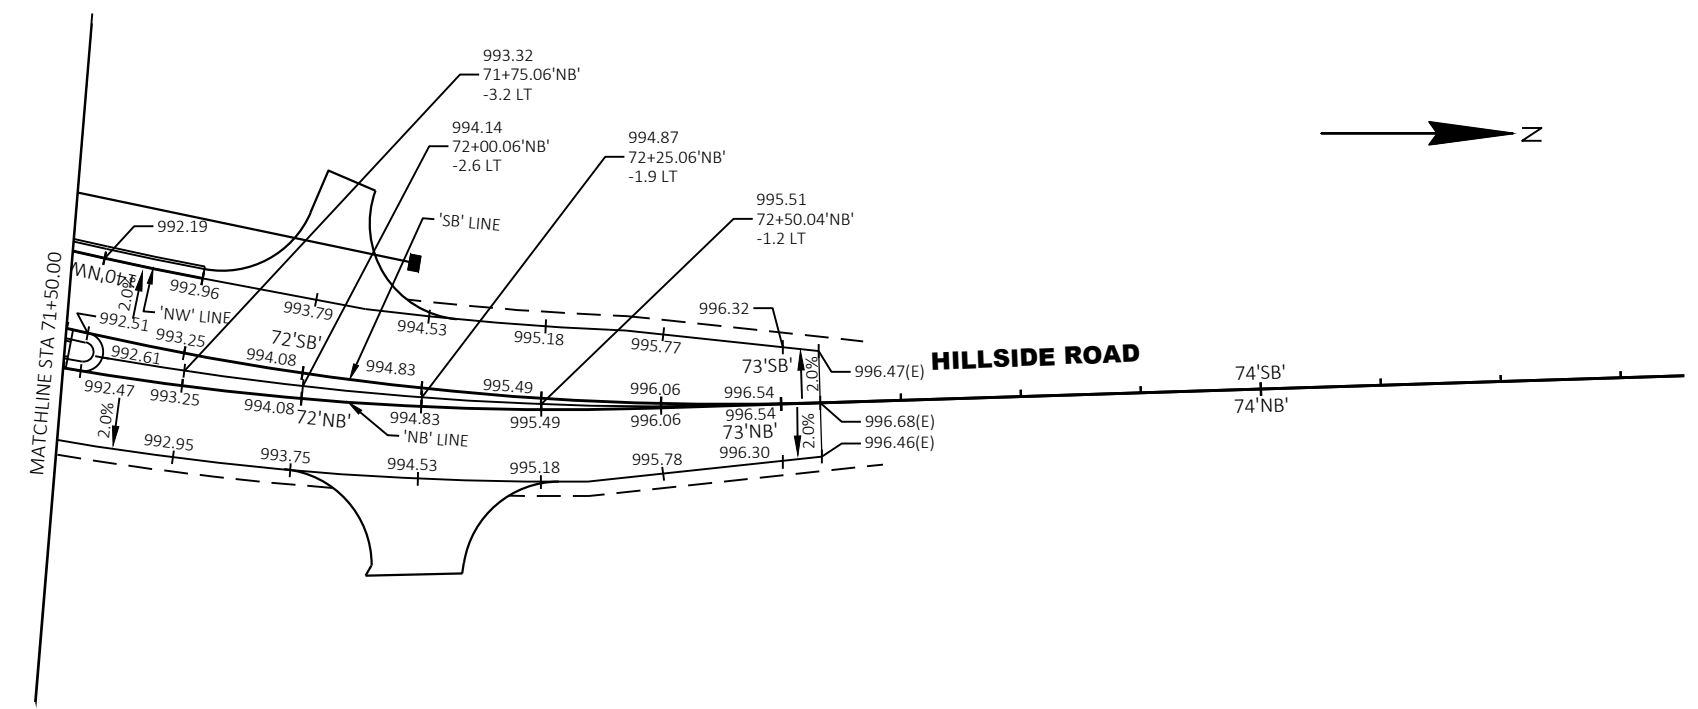 993.32
71+75.06'NB'
-3.2 LT
994.14
72+00.06'NB'
-2.6 LT
994.87
72+25.06'NB'
-1.9 LT
995.51
72+50.04'NB'
-1.2 LT
N
992.19
'SB' LINE
MATCHLINE STA 71+50.00
2.0%
992.96
'NW' LINE
993.79
994.53
995.18
995.77
996.32
992.51
993.25
72'SB'
994.08
994.83
995.49
996.06
996.54
73'SB'
2.0%
996.47(E)
HILLSIDE ROAD
74'SB'
74'NB'
992.61
992.47
993.25
994.08
72'NB'
994.83
'NB' LINE
995.49
996.06
996.54
73'NB'
2.0%
996.68(E)
996.46(E)
2.0%
992.95
993.75
994.53
995.18
995.78
996.30